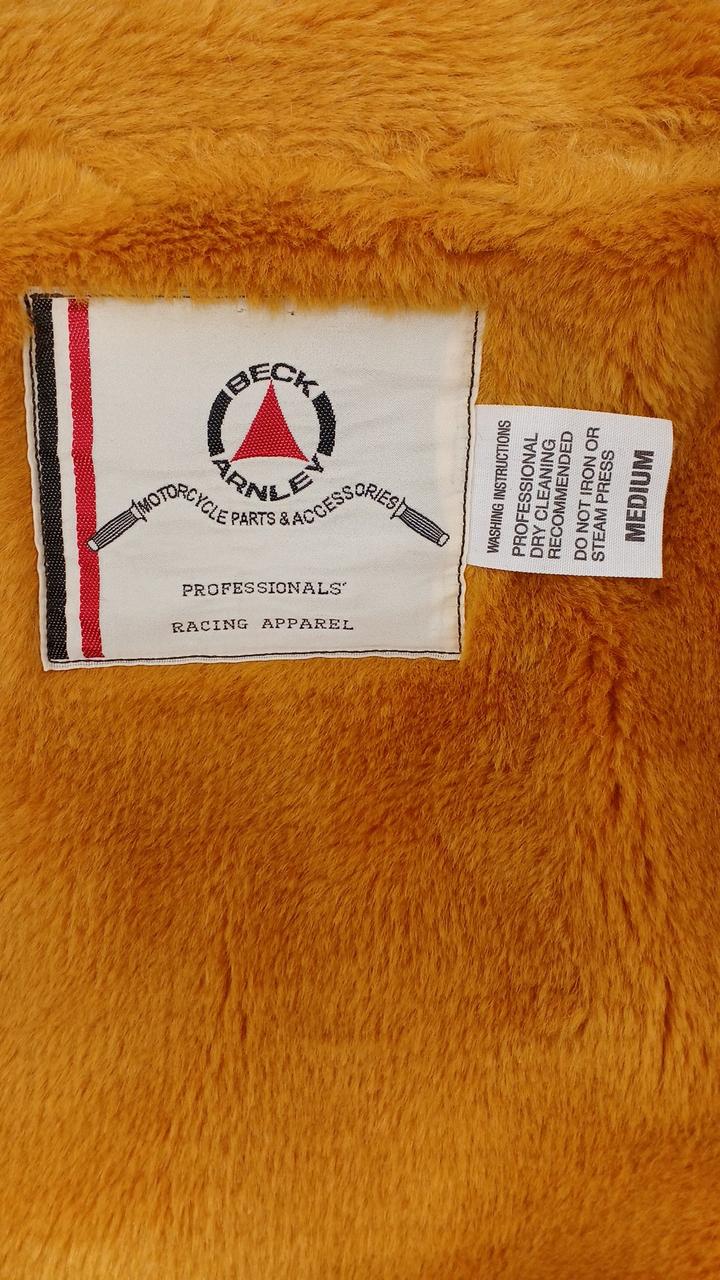 BECK
ARNLEY
MOTORCYCLE PARTS & ACCESSORIES
PROFESSIONALS'
RACING APPAREL
WASHING INSTRUCTIONS
PROFESSIONAL
DRY CLEANING
RECOMMENDED
DO NOT IRON OR
STEAM PRESS
MEDIUM